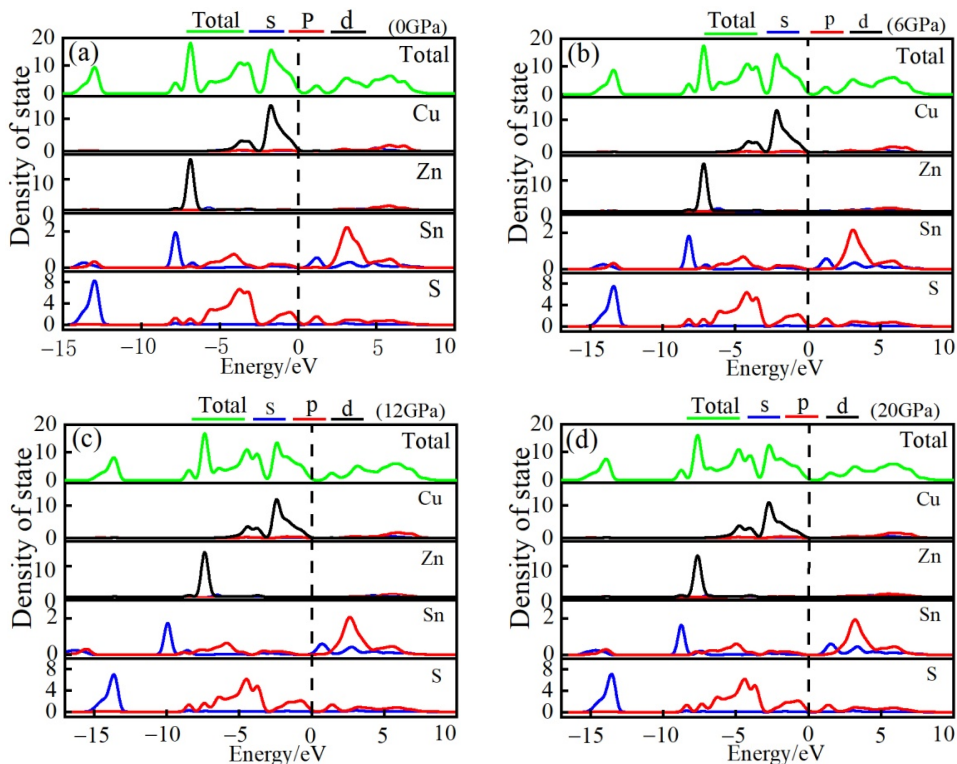 Total s P d (0GPa)
(a)
Total
Cu
Zn
Sn
S
20
10
0
10
0
10
0
2
0
8
4
0
Density of state
−15 −10 −5 0 5 10
Energy/eV
Total s p d (6GPa)
(b)
Total
Cu
Zn
Sn
S
20
10
0
10
0
10
0
2
0
8
4
0
Density of state
−15 −10 −5 0 5 10
Energy/eV
Total s p d (12GPa)
(c)
Total
Cu
Zn
Sn
S
20
10
0
10
0
10
0
2
0
8
4
0
Density of state
−15 −10 −5 0 5 10
Energy/eV
Total s p d (20GPa)
(d)
Total
Cu
Zn
Sn
S
20
10
0
10
0
10
0
2
0
8
4
0
Density of state
−15 −10 −5 0 5 10
Energy/eV